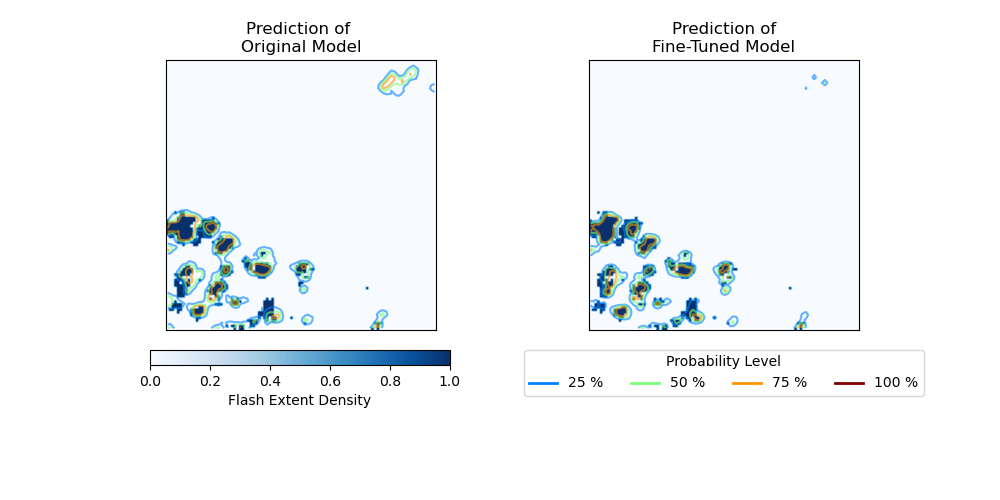 Prediction of
Original Model
Prediction of
Fine-Tuned Model
0.0 0.2 0.4 0.6 0.8 1.0
Flash Extent Density
Probability Level
25 % 50 % 75 % 100 %